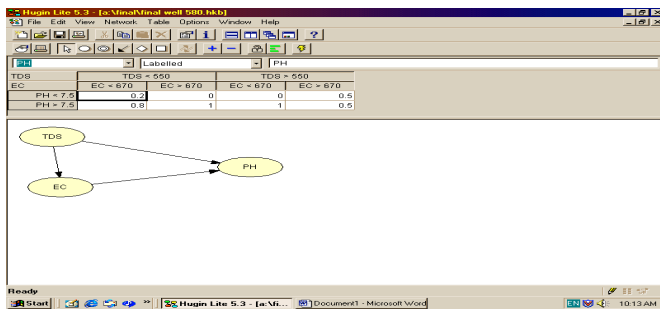 Hugin Lite 5.3 - [a:\final\final well 580.hkb]
File Edit View Network Table Options Window Help
PH Labelled PH
TDS TDS < 550 TDS > 550
EC EC < 670 EC > 670 EC < 670 EC > 670
PH < 7.5 0.2 0 0 0.5
PH > 7.5 0.8 1 1 0.5
TDS
PH
EC
Ready
Start Hugin Lite 5.3 - [a:\fi... Document1 - Microsoft Word EN 10:13 AM